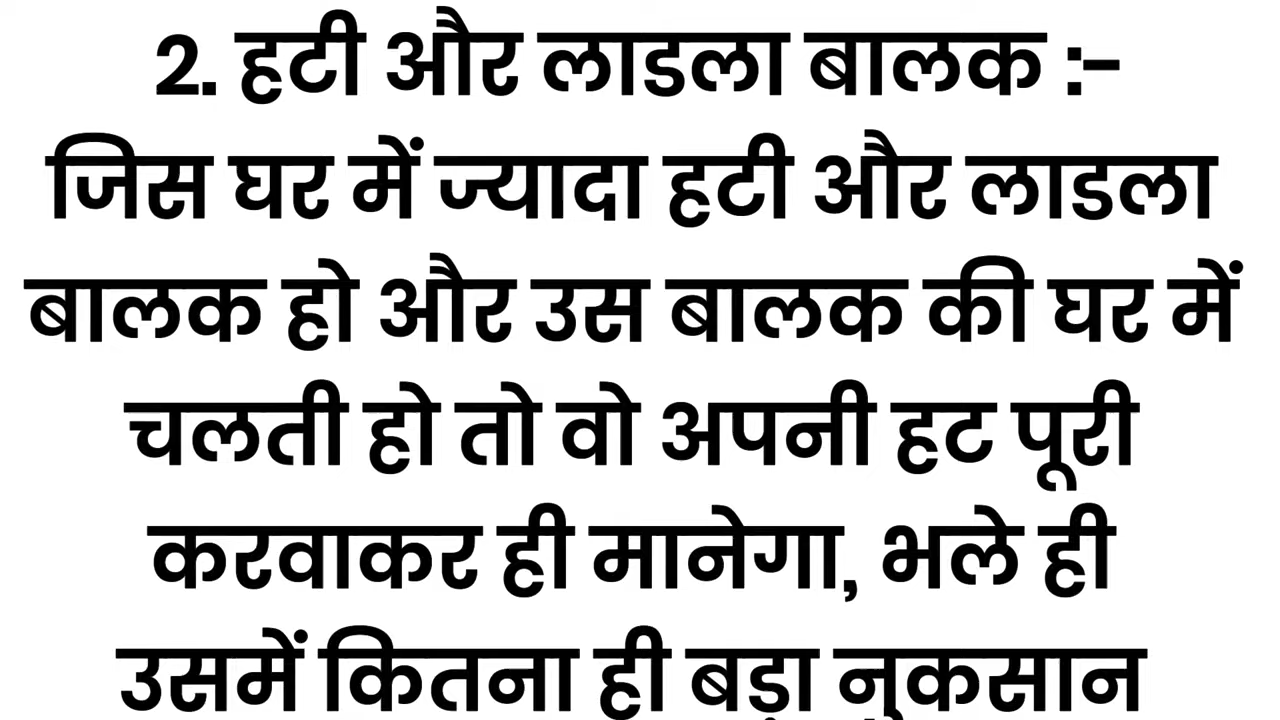 2. हटी और लाडला बालक :-
जिस घर में ज्यादा हटी और लाडला
बालक हो और उस बालक की घर में
चलती हो तो वो अपनी हट पूरी
करवाकर ही मानेगा, भले ही
उसमें कितना ही बड़ा नुकसान